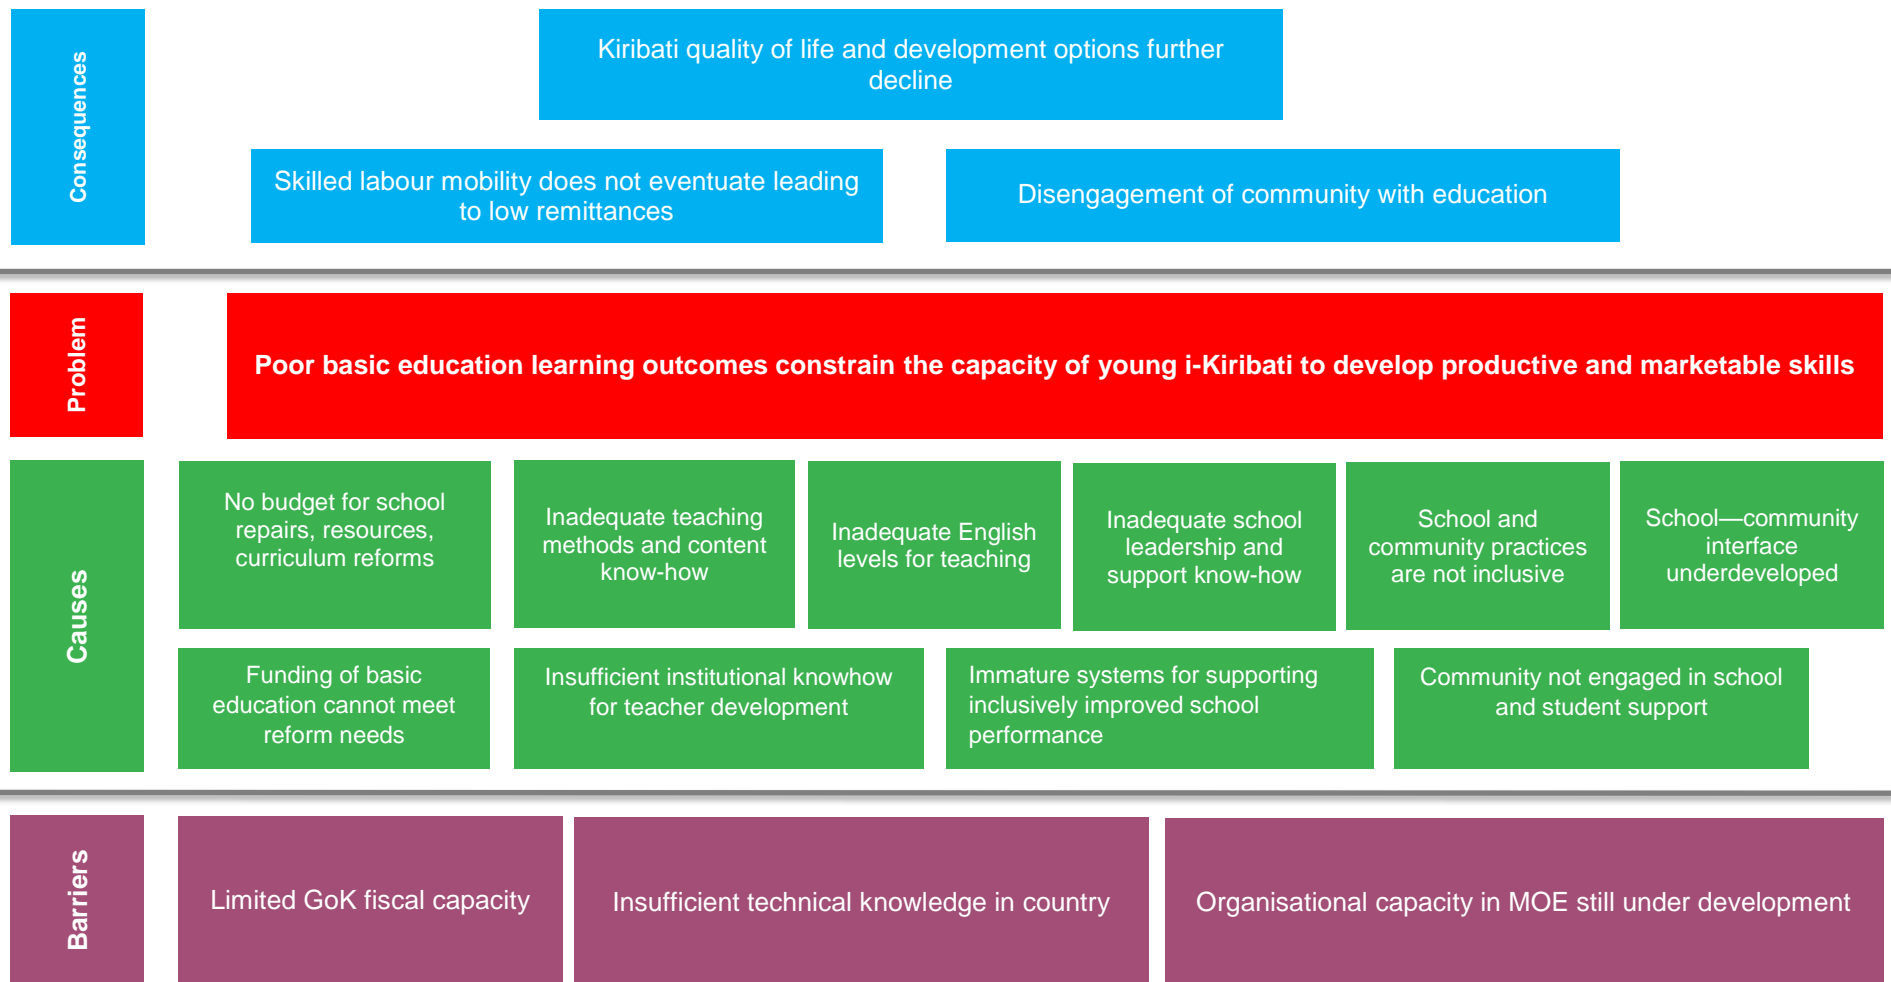 Consequences
Kiribati quality of life and development options further
decline
Skilled labour mobility does not eventuate leading
to low remittances
Disengagement of community with education
Problem
Poor basic education learning outcomes constrain the capacity of young i-Kiribati to develop productive and marketable skills
Causes
No budget for school
repairs, resources,
curriculum reforms
Inadequate teaching
methods and content
know-how
Inadequate English
levels for teaching
Inadequate school
leadership and
support know-how
School and
community practices
are not inclusive
School—community
interface
underdeveloped
Funding of basic
education cannot meet
reform needs
Insufficient institutional knowhow
for teacher development
Immature systems for supporting
inclusively improved school
performance
Community not engaged in school
and student support
Barriers
Limited GoK fiscal capacity
Insufficient technical knowledge in country
Organisational capacity in MOE still under development